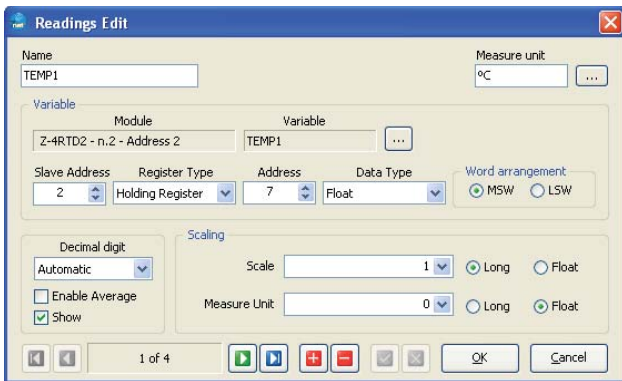 Readings Edit
Name
Measure unit
TEMP1
ºC
...
Variable
Module
Variable
Z-4RTD2 - n.2 - Address 2
TEMP1
...
Slave Address
Register Type
Address
Data Type
Word arrangement
2
Holding Register
7
Float
MSW
LSW
Decimal digit
Automatic
Enable Average
Show
Scaling
Scale
1
Long
Float
Measure Unit
0
Long
Float
1 of 4
OK
Cancel